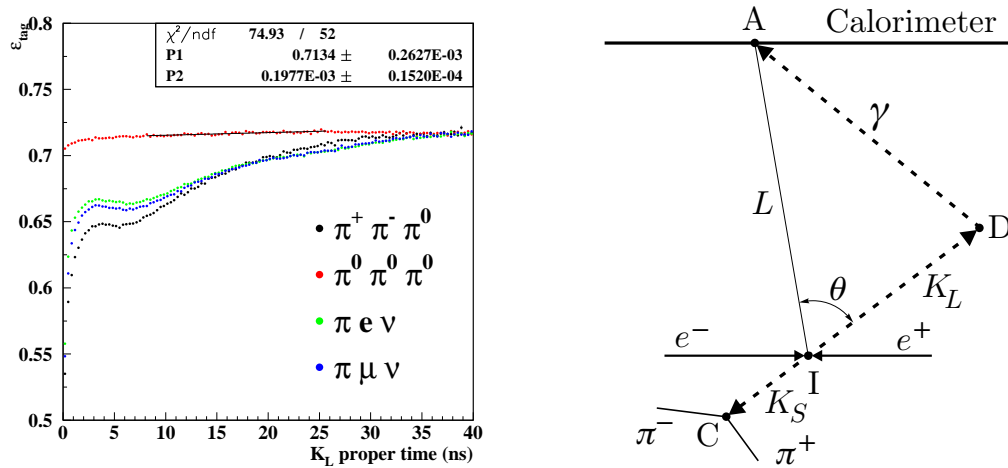 ε_tag
0.8
0.75
0.7
0.65
0.6
0.55
0.5
χ²/ndf 74.93 / 52
P1 0.7134 ± 0.2627E-03
P2 0.1977E-03 ± 0.1520E-04
π⁺ π⁻ π⁰
π⁰ π⁰ π⁰
π e ν
π μ ν
0 5 10 15 20 25 30 35 40
K_L proper time (ns)
A Calorimeter
γ
L
D
θ
K_L
e⁻ e⁺
I
K_S
π⁻ C
π⁺